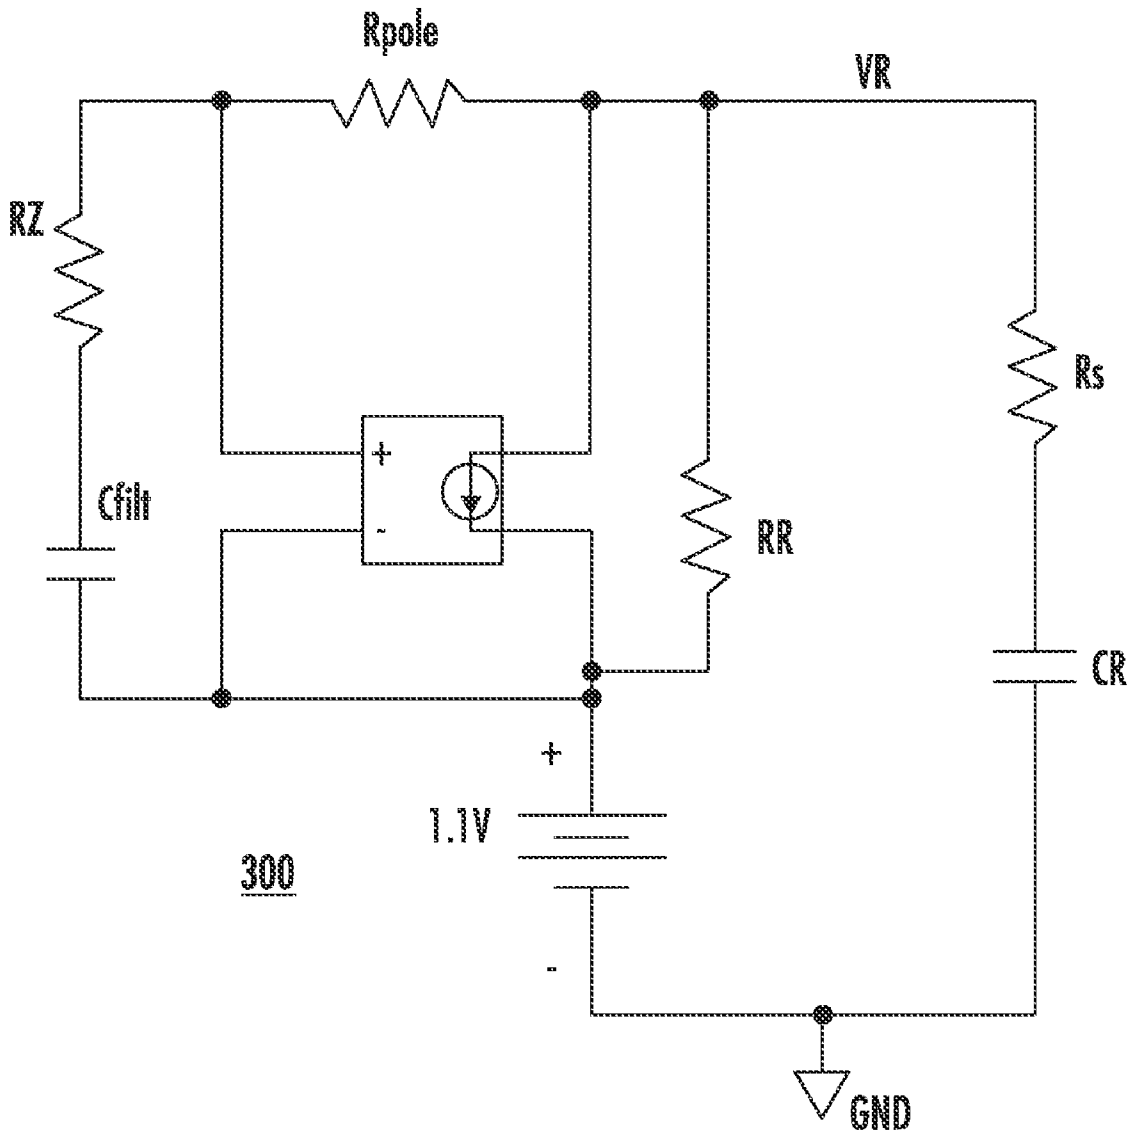 Rpole
VR
RZ
Rs
+
-
Cfilt
RR
CR
+
1.1V
300
-
GND